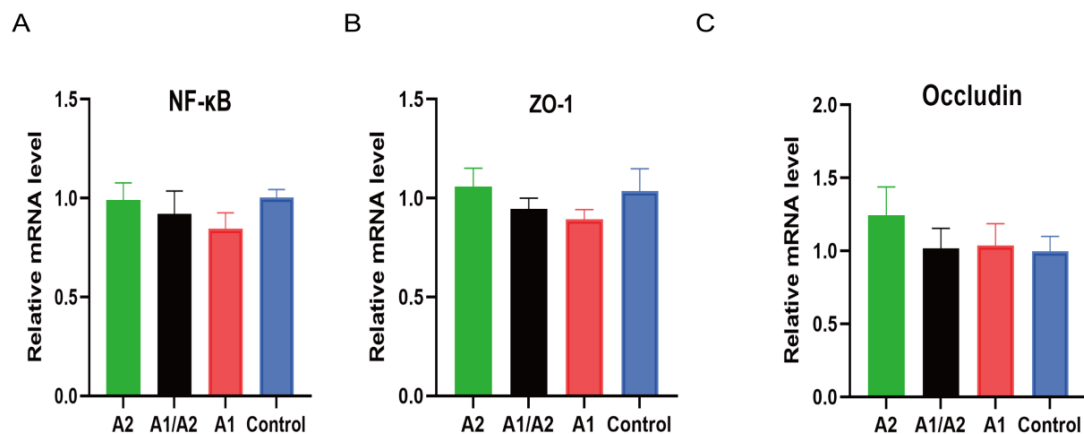 A
B
C
NF-κB
Relative mRNA level
1.5
1.0
0.5
0.0
A2 A1/A2 A1 Control
ZO-1
Relative mRNA level
1.5
1.0
0.5
0.0
A2 A1/A2 A1 Control
Occludin
Relative mRNA level
2.0
1.5
1.0
0.5
0.0
A2 A1/A2 A1 Control